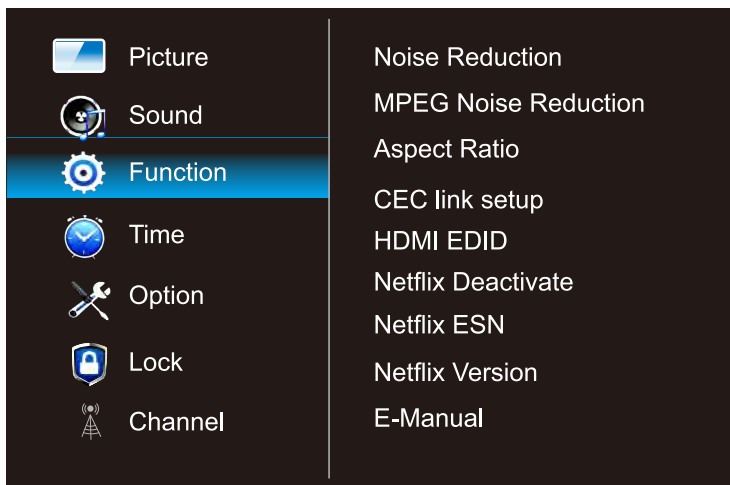 Picture
Sound
Function
Time
Option
Lock
Channel
Noise Reduction
MPEG Noise Reduction
Aspect Ratio
CEC link setup
HDMI EDID
Netflix Deactivate
Netflix ESN
Netflix Version
E-Manual